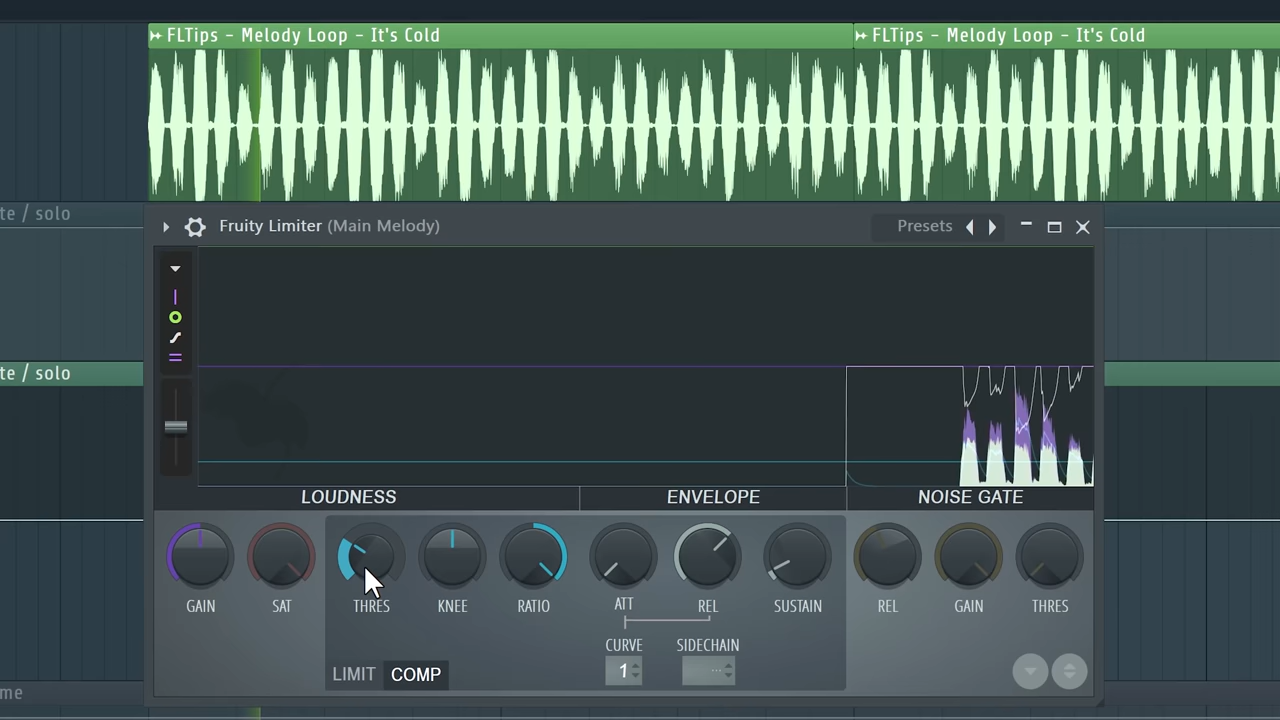 FLTips - Melody Loop - It's Cold
FLTips - Melody Loop - It's Cold
te / solo
Fruity Limiter (Main Melody)
Presets
te / solo
LOUDNESS
ENVELOPE
NOISE GATE
GAIN
SAT
THRES
KNEE
RATIO
ATT
REL
SUSTAIN
REL
GAIN
THRES
CURVE
SIDECHAIN
LIMIT
COMP
1
---
me